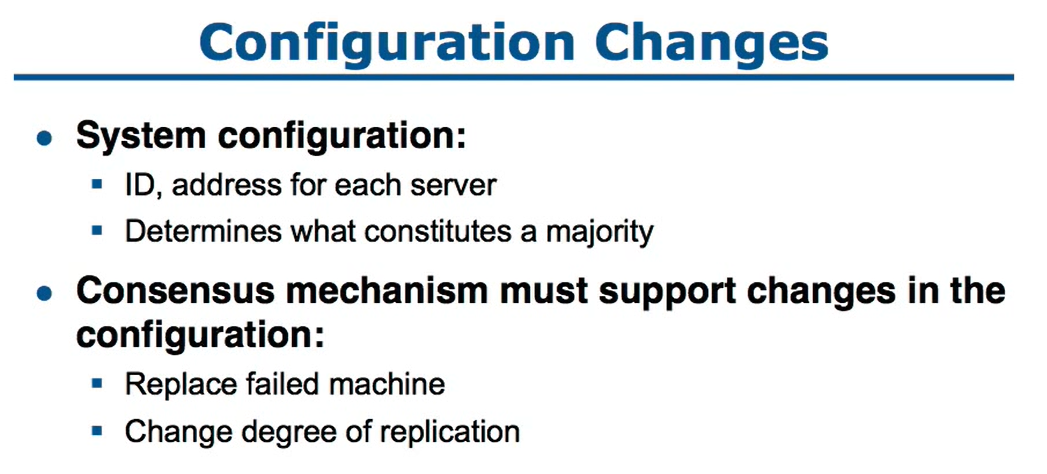 Configuration Changes
System configuration:
ID, address for each server
Determines what constitutes a majority
Consensus mechanism must support changes in the
configuration:
Replace failed machine
Change degree of replication